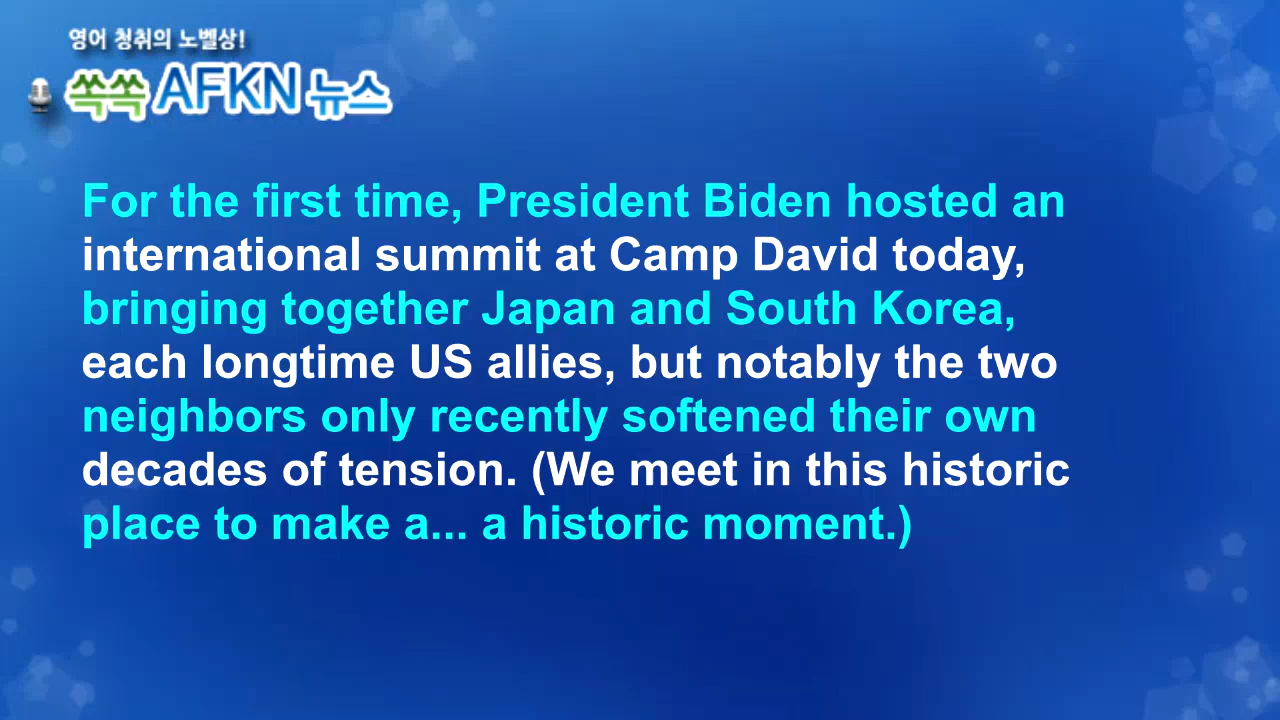 영어 청취의 노벨상!
쏙쏙 AFKN 뉴스
For the first time, President Biden hosted an
international summit at Camp David today,
bringing together Japan and South Korea,
each longtime US allies, but notably the two
neighbors only recently softened their own
decades of tension. (We meet in this historic
place to make a... a historic moment.)